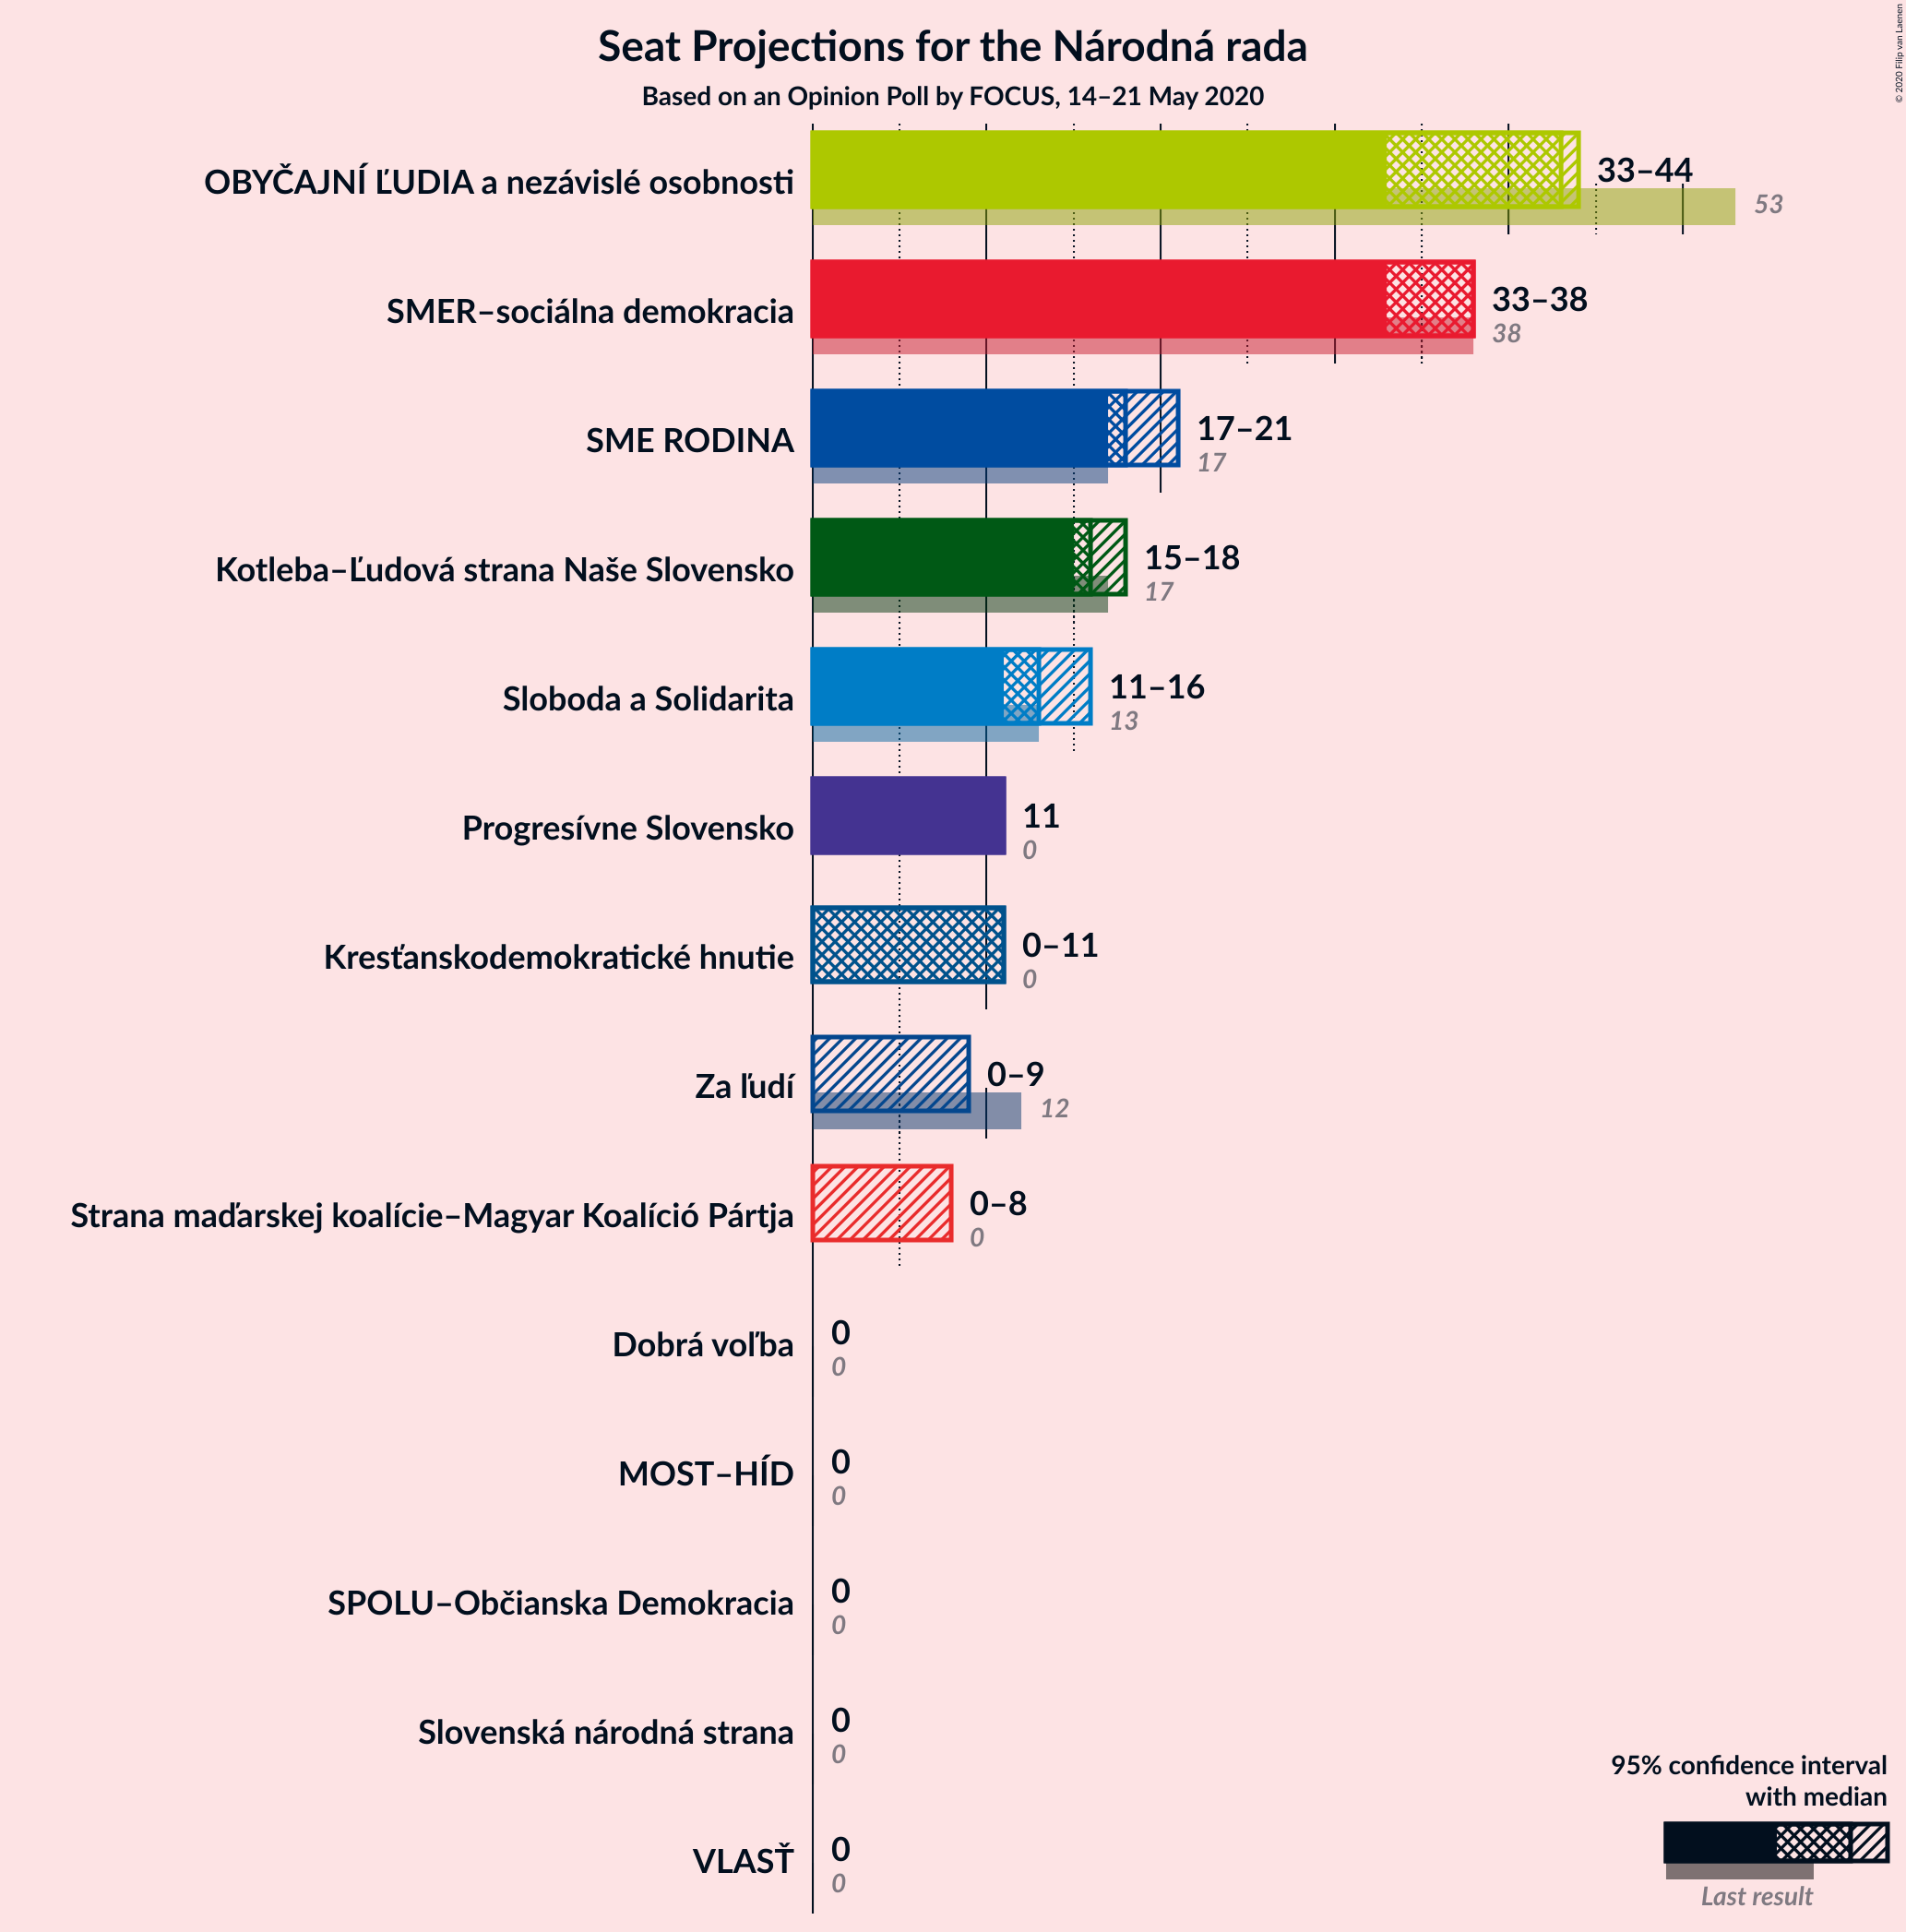 Seat Projections for the Národná rada
Based on an Opinion Poll by FOCUS, 14–21 May 2020
© 2020 Filip van Laenen
OBYČAJNÍ ĽUDIA a nezávislé osobnosti
33–44
53
SMER–sociálna demokracia
33–38
38
SME RODINA
17–21
17
Kotleba–Ľudová strana Naše Slovensko
15–18
17
Sloboda a Solidarita
11–16
13
Progresívne Slovensko
11
0
Kresťanskodemokratické hnutie
0–11
0
Za ľudí
0–9
12
Strana maďarskej koalície–Magyar Koalíció Pártja
0–8
0
Dobrá voľba
0
0
MOST–HÍD
0
0
SPOLU–Občianska Demokracia
0
0
Slovenská národná strana
0
0
VLASŤ
0
0
95% confidence interval
with median
Last result